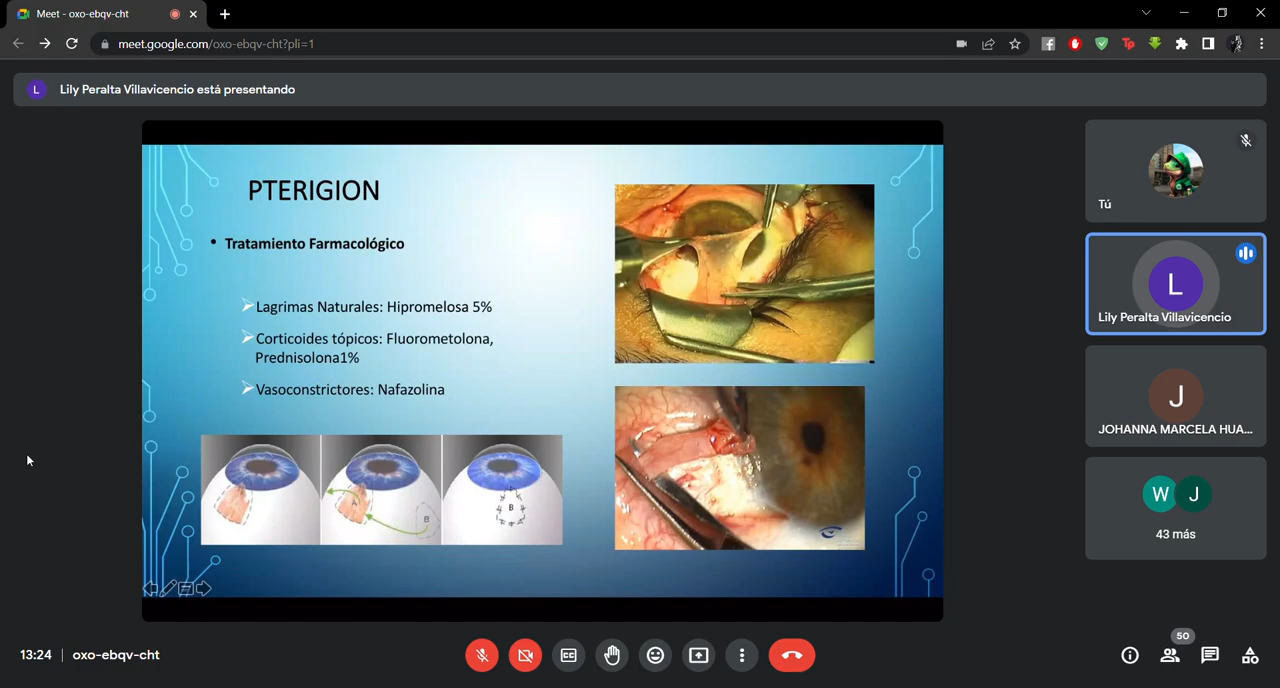 Meet - oxo-ebqv-cht
meet.google.com/oxo-ebqv-cht?pli=1
L
Lily Peralta Villavicencio está presentando
PTERIGION
• Tratamiento Farmacológico
Lagrimas Naturales: Hipromelosa 5%
Corticoides tópicos: Fluorometolona,
Prednisolona1%
Vasoconstrictores: Nafazolina
A
B
B
Tú
L
Lily Peralta Villavicencio
J
JOHANNA MARCELA HUA...
W J
43 más
13:24 | oxo-ebqv-cht
50